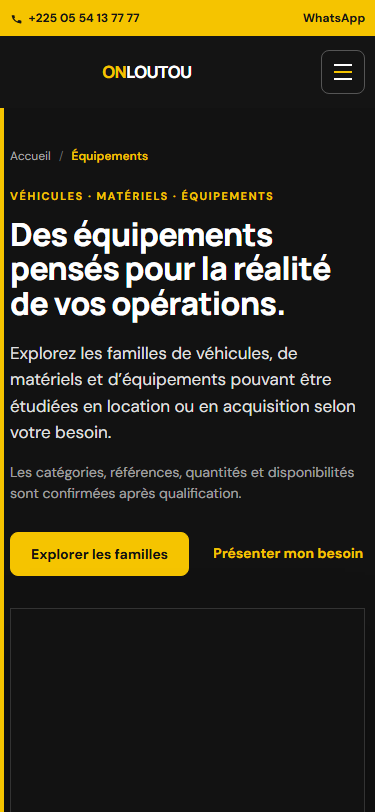 +225 05 54 13 77 77
WhatsApp
ONLOUTOU
Accueil / Équipements
VÉHICULES · MATÉRIELS · ÉQUIPEMENTS
Des équipements
pensés pour la réalité
de vos opérations.
Explorez les familles de véhicules, de
matériels et d’équipements pouvant être
étudiées en location ou en acquisition selon
votre besoin.
Les catégories, références, quantités et disponibilités
sont confirmées après qualification.
Explorer les familles
Présenter mon besoin